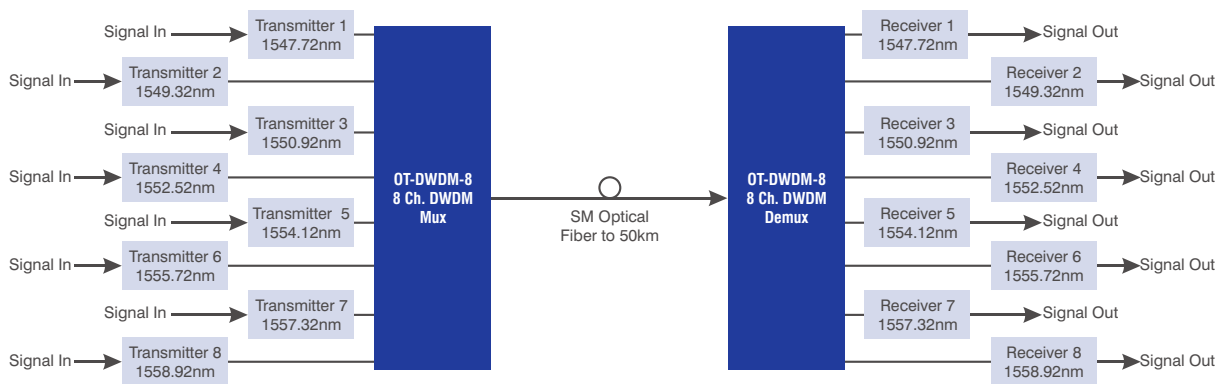 Signal In
Transmitter 1
1547.72nm
Signal In
Transmitter 2
1549.32nm
Signal In
Transmitter 3
1550.92nm
Signal In
Transmitter 4
1552.52nm
Signal In
Transmitter 5
1554.12nm
Signal In
Transmitter 6
1555.72nm
Signal In
Transmitter 7
1557.32nm
Signal In
Transmitter 8
1558.92nm
OT-DWDM-8
8 Ch. DWDM
Mux
SM Optical
Fiber to 50km
OT-DWDM-8
8 Ch. DWDM
Demux
Receiver 1
1547.72nm
Signal Out
Receiver 2
1549.32nm
Signal Out
Receiver 3
1550.92nm
Signal Out
Receiver 4
1552.52nm
Signal Out
Receiver 5
1554.12nm
Signal Out
Receiver 6
1555.72nm
Signal Out
Receiver 7
1557.32nm
Signal Out
Receiver 8
1558.92nm
Signal Out